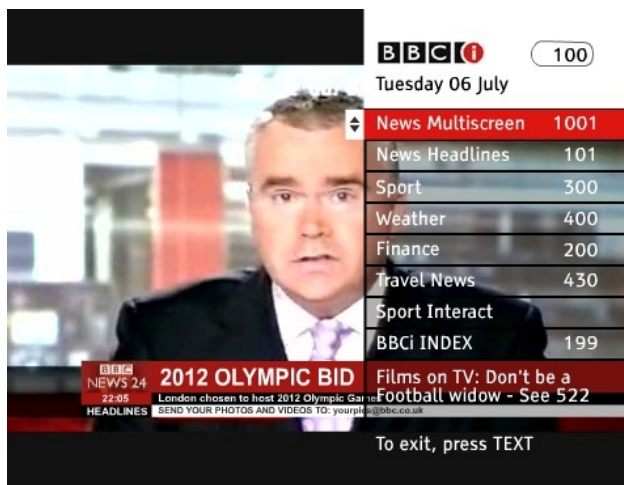 BBCi 100
Tuesday 06 July
News Multiscreen 1001
News Headlines 101
Sport 300
Weather 400
Finance 200
Travel News 430
Sport Interact
BBCi INDEX 199
Films on TV: Don't be a
Football widow - See 522
To exit, press TEXT
BBC
NEWS 24
22:05
HEADLINES
2012 OLYMPIC BID
London chosen to host 2012 Olympic Games
SEND YOUR PHOTOS AND VIDEOS TO: yourpics@bbc.co.uk